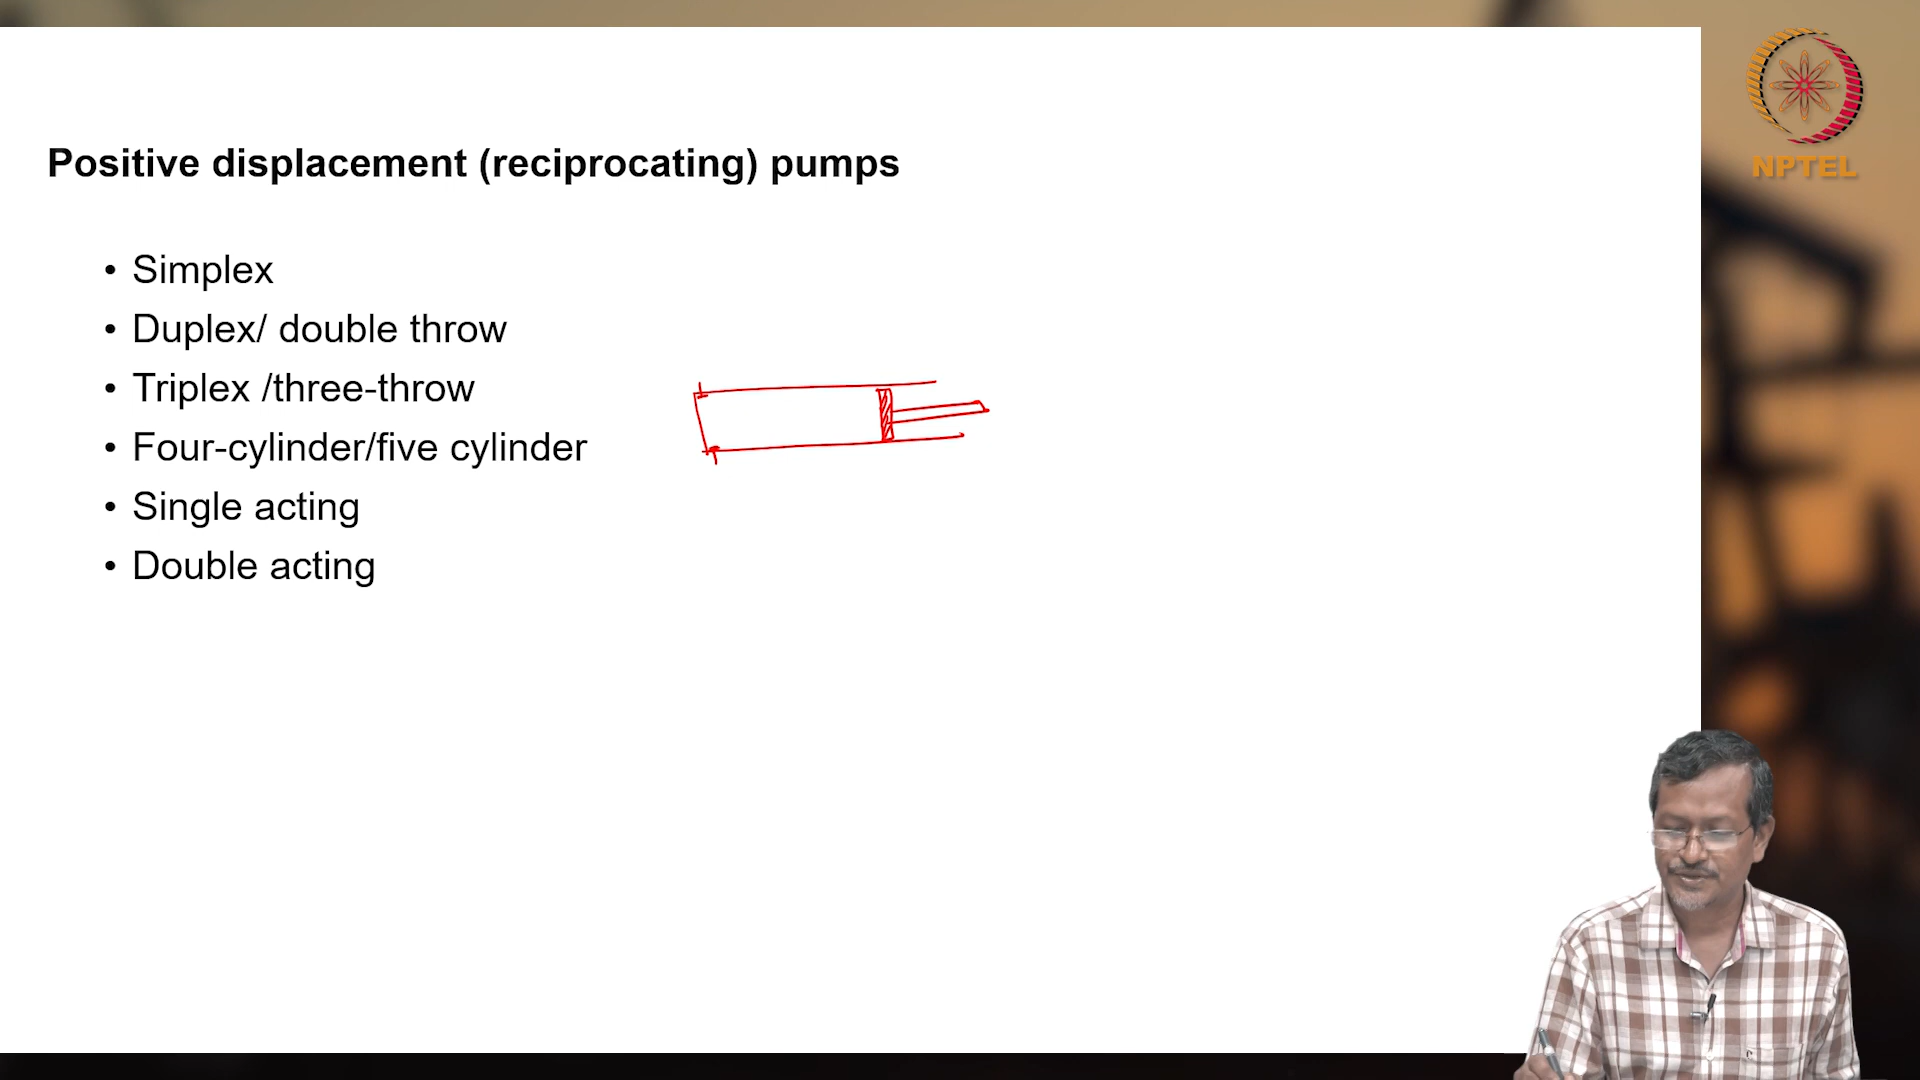 Positive displacement (reciprocating) pumps
• Simplex
• Duplex/ double throw
• Triplex /three-throw
• Four-cylinder/five cylinder
• Single acting
• Double acting
NPTEL